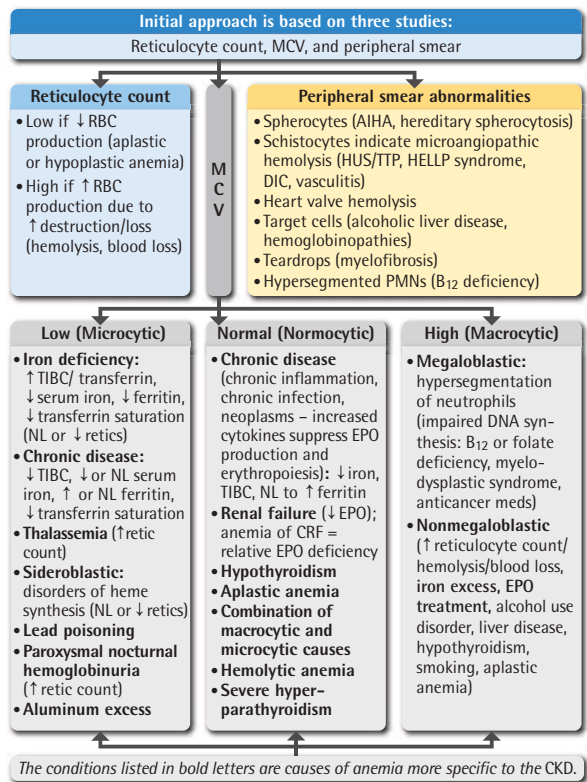 Initial approach is based on three studies:
Reticulocyte count, MCV, and peripheral smear
Reticulocyte count
• Low if ↓RBC
production (aplastic
or hypoplastic anemia)
• High if ↑RBC
production due to
↑destruction/loss
(hemolysis, blood loss)
M
C
V
Peripheral smear abnormalities
• Spherocytes (AIHA, hereditary spherocytosis)
• Schistocytes indicate microangiopathic
hemolysis (HUS/TTP, HELLP syndrome,
DIC, vasculitis)
• Heart valve hemolysis
• Target cells (alcoholic liver disease,
hemoglobinopathies)
• Teardrops (myelofibrosis)
• Hypersegmented PMNs (B12 deficiency)
Low (Microcytic)
• Iron deficiency:
↑TIBC/ transferrin,
↓serum iron, ↓ferritin,
↓transferrin saturation
(NL or ↓retics)
• Chronic disease:
↓TIBC, ↓or NL serum
iron, ↑ or NL ferritin,
↓transferrin saturation
• Thalassemia (↑retic
count)
• Sideroblastic:
disorders of heme
synthesis (NL or ↓retics)
• Lead poisoning
• Paroxysmal nocturnal
hemoglobinuria
(↑retic count)
• Aluminum excess
Normal (Normocytic)
• Chronic disease
(chronic inflammation,
chronic infection,
neoplasms – increased
cytokines suppress EPO
production and
erythropoiesis): ↓iron,
TIBC, NL to ↑ferritin
• Renal failure (↓EPO);
anemia of CRF =
relative EPO deficiency
• Hypothyroidism
• Aplastic anemia
• Combination of
macrocytic and
microcytic causes
• Hemolytic anemia
• Severe hyper-
parathyroidism
High (Macrocytic)
• Megaloblastic:
hypersegmentation
of neutrophils
(impaired DNA syn-
thesis: B12 or folate
deficiency, myelo-
dysplastic syndrome,
anticancer meds)
• Nonmegaloblastic
(↑reticulocyte count/
hemolysis/blood loss,
iron excess, EPO
treatment, alcohol use
disorder, liver disease,
hypothyroidism,
smoking, aplastic
anemia)
The conditions listed in bold letters are causes of anemia more specific to the CKD.